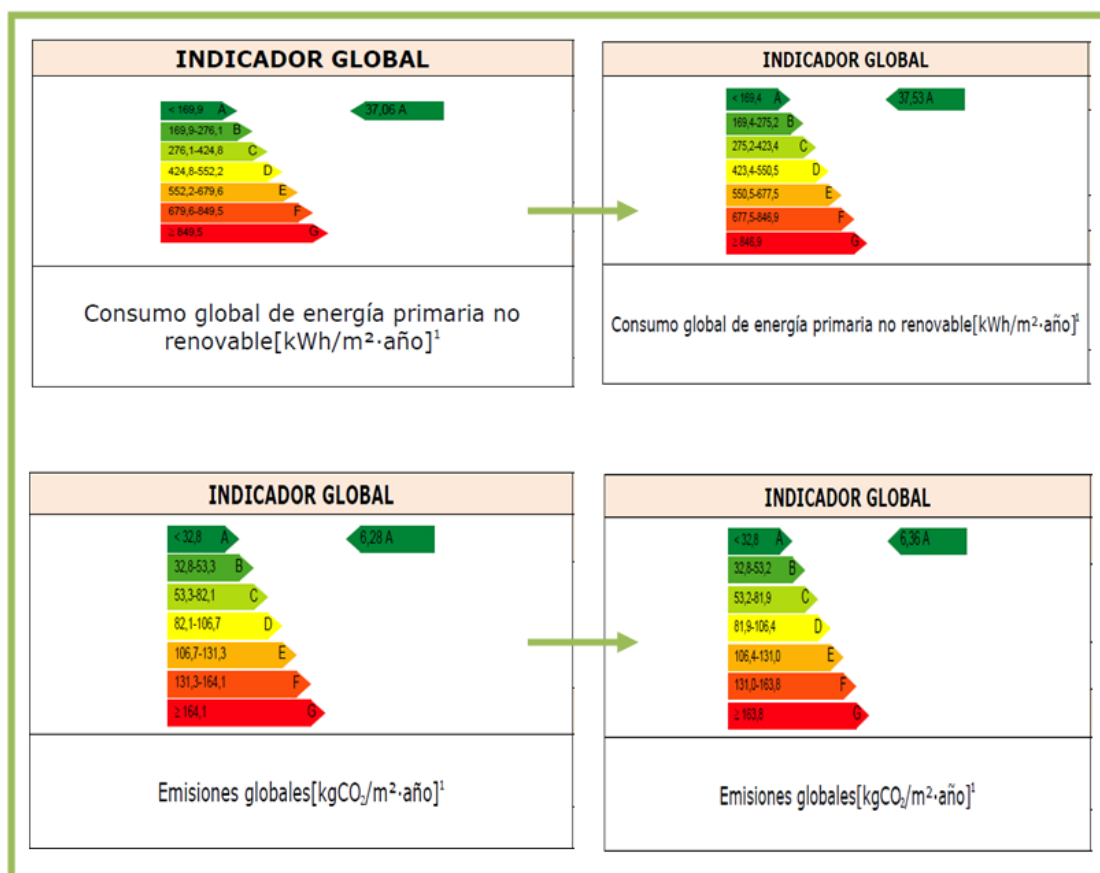 INDICADOR GLOBAL
< 169,9 A
37,06 A
169,9-276,1 B
276,1-424,8 C
424,8-552,2 D
552,2-679,6 E
679,6-849,5 F
≥ 849,5 G
Consumo global de energía primaria no
renovable[kWh/m²·año]¹
INDICADOR GLOBAL
< 169,4 A
37,53 A
169,4-275,2 B
275,2-423,4 C
423,4-550,5 D
550,5-677,5 E
677,5-846,9 F
≥ 846,9 G
Consumo global de energía primaria no renovable[kWh/m²·año]¹
INDICADOR GLOBAL
< 32,8 A
6,28 A
32,8-53,3 B
53,3-82,1 C
82,1-106,7 D
106,7-131,3 E
131,3-164,1 F
≥ 164,1 G
Emisiones globales[kgCO₂/m²·año]¹
INDICADOR GLOBAL
< 32,8 A
6,36 A
32,8-53,2 B
53,2-81,9 C
81,9-106,4 D
106,4-131,0 E
131,0-163,8 F
≥ 163,8 G
Emisiones globales[kgCO₂/m²·año]¹